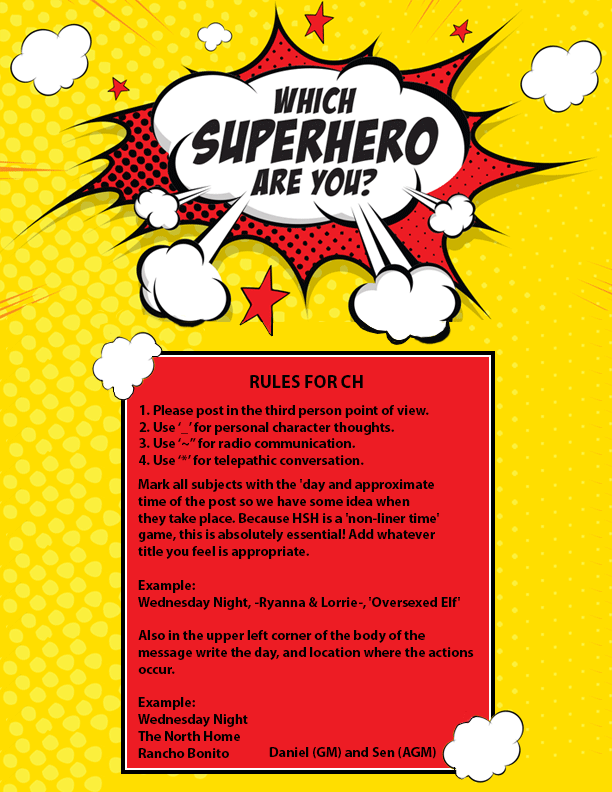 WHICH
SUPERHERO
ARE YOU?
RULES FOR CH
1. Please post in the third person point of view.
2. Use ‘_’ for personal character thoughts.
3. Use ‘~” for radio communication.
4. Use ‘*’ for telepathic conversation.
Mark all subjects with the 'day and approximate
time of the post so we have some idea when
they take place. Because HSH is a 'non-liner time'
game, this is absolutely essential! Add whatever
title you feel is appropriate.
Example:
Wednesday Night, -Ryanna & Lorrie-, 'Oversexed Elf'
Also in the upper left corner of the body of the
message write the day, and location where the actions
occur.
Example:
Wednesday Night
The North Home
Rancho Bonito
Daniel (GM) and Sen (AGM)